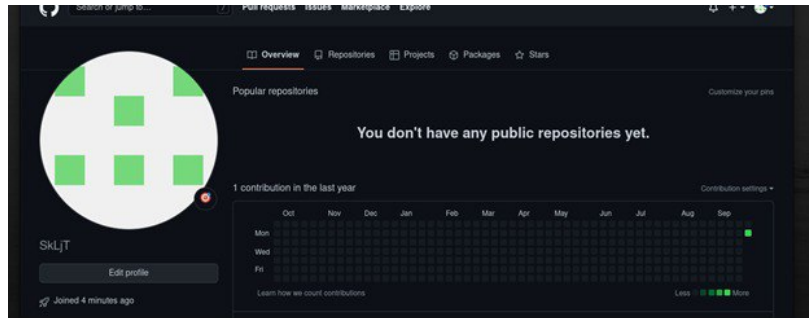 Search or jump to... /
Pull requests Issues Marketplace Explore
Overview Repositories Projects Packages Stars
Popular repositories Customize your pins
You don't have any public repositories yet.
1 contribution in the last year Contribution settings
Oct Nov Dec Jan Feb Mar Apr May Jun Jul Aug Sep
Mon
Wed
Fri
Learn how we count contributions Less More
SkLjT
Edit profile
Joined 4 minutes ago